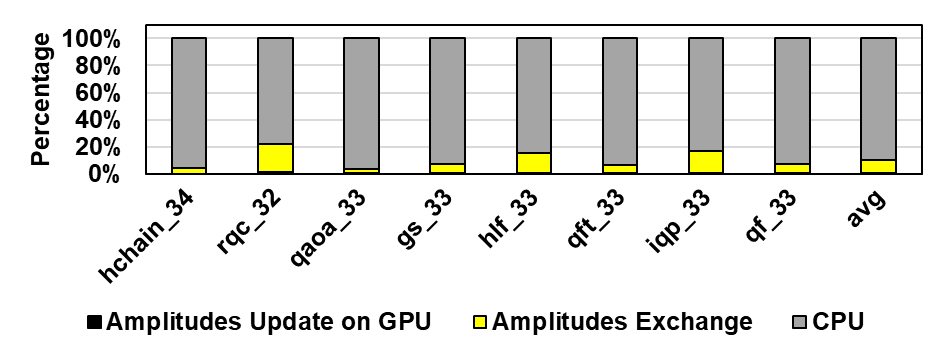 Percentage
100%
80%
60%
40%
20%
0%
hchain_34
rqc_32
qaoa_33
gs_33
hlf_33
qft_33
iqp_33
qf_33
avg
Amplitudes Update on GPU
Amplitudes Exchange
CPU